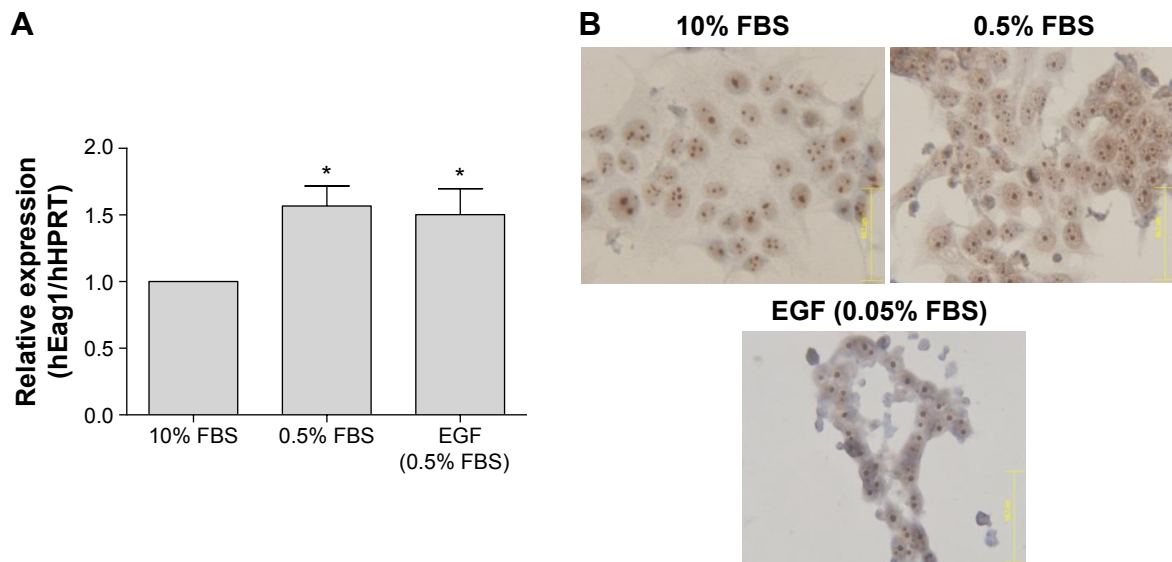 A
Relative expression
(hEag1/hHPRT)
2.0
1.5
1.0
0.5
0.0
*
*
10% FBS
0.5% FBS
EGF
(0.5% FBS)
B
10% FBS
0.5% FBS
EGF (0.05% FBS)